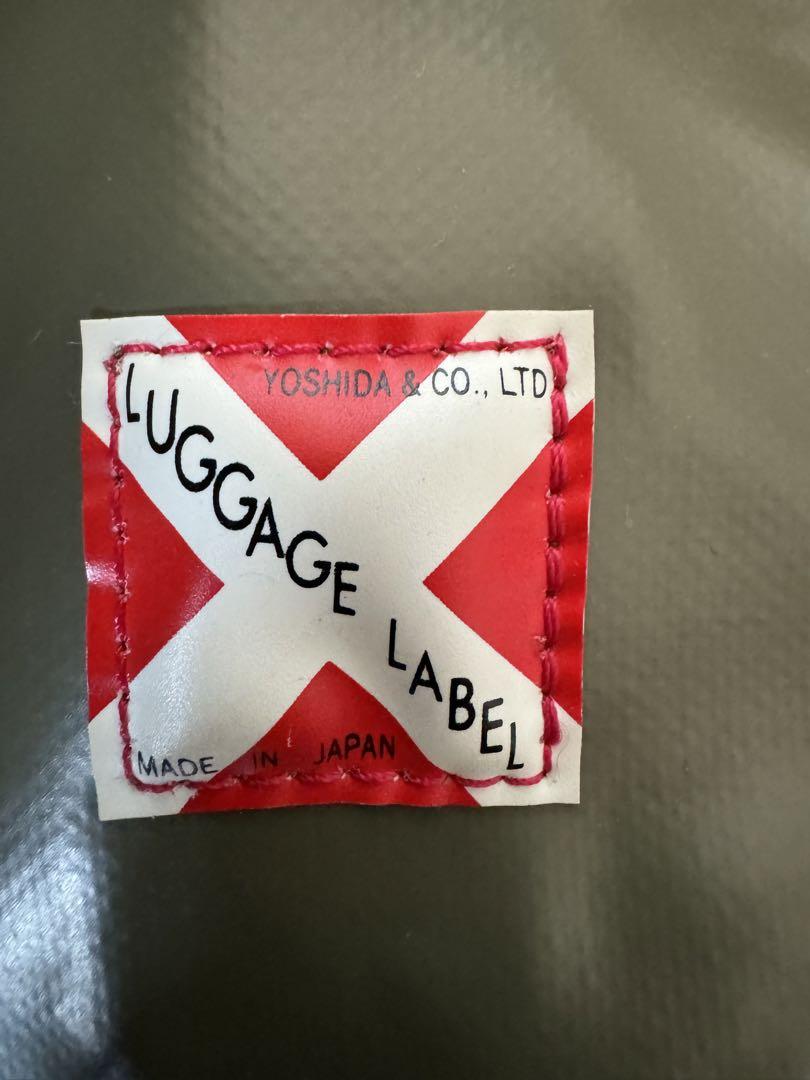 YOSHIDA & CO., LTD
LUGGAGE LABEL
MADE IN JAPAN